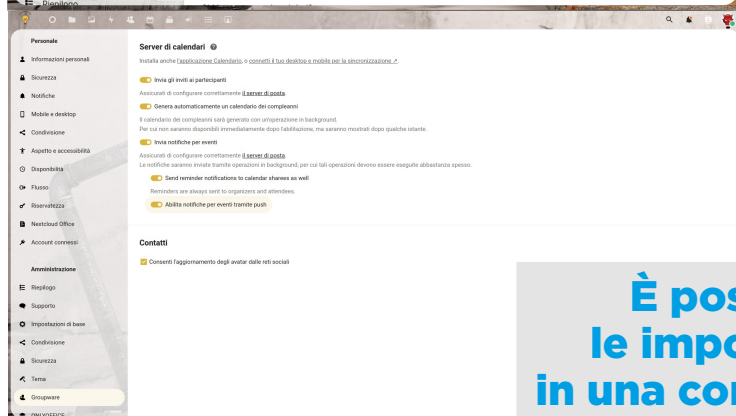 Riepilogo
Personale
Informazioni personali
Sicurezza
Notifiche
Mobile e desktop
Condivisione
Aspetto e accessibilità
Disponibilità
Flusso
Riservatezza
Nextcloud Office
Account connessi
Amministrazione
Riepilogo
Supporto
Impostazioni di base
Condivisione
Sicurezza
Tema
Groupware
ONLYOFFICE
Server di calendari
Installa anche l'applicazione Calendario, o connetti il tuo desktop e mobile per la sincronizzazione ↗.
Invia gli inviti ai partecipanti
Assicurati di configurare correttamente il server di posta.
Genera automaticamente un calendario dei compleanni
Il calendario dei compleanni sarà generato con un'operazione in background.
Per cui non saranno disponibili immediatamente dopo l'abilitazione, ma saranno mostrati dopo qualche istante.
Invia notifiche per eventi
Assicurati di configurare correttamente il server di posta.
Le notifiche saranno inviate tramite operazioni in background, per cui tali operazioni devono essere eseguite abbastanza spesso.
Send reminder notifications to calendar sharees as well
Reminders are always sent to organizers and attendees.
Abilita notifiche per eventi tramite push
Contatti
Consenti l'aggiornamento degli avatar dalle reti sociali
È pos
le impo
in una co